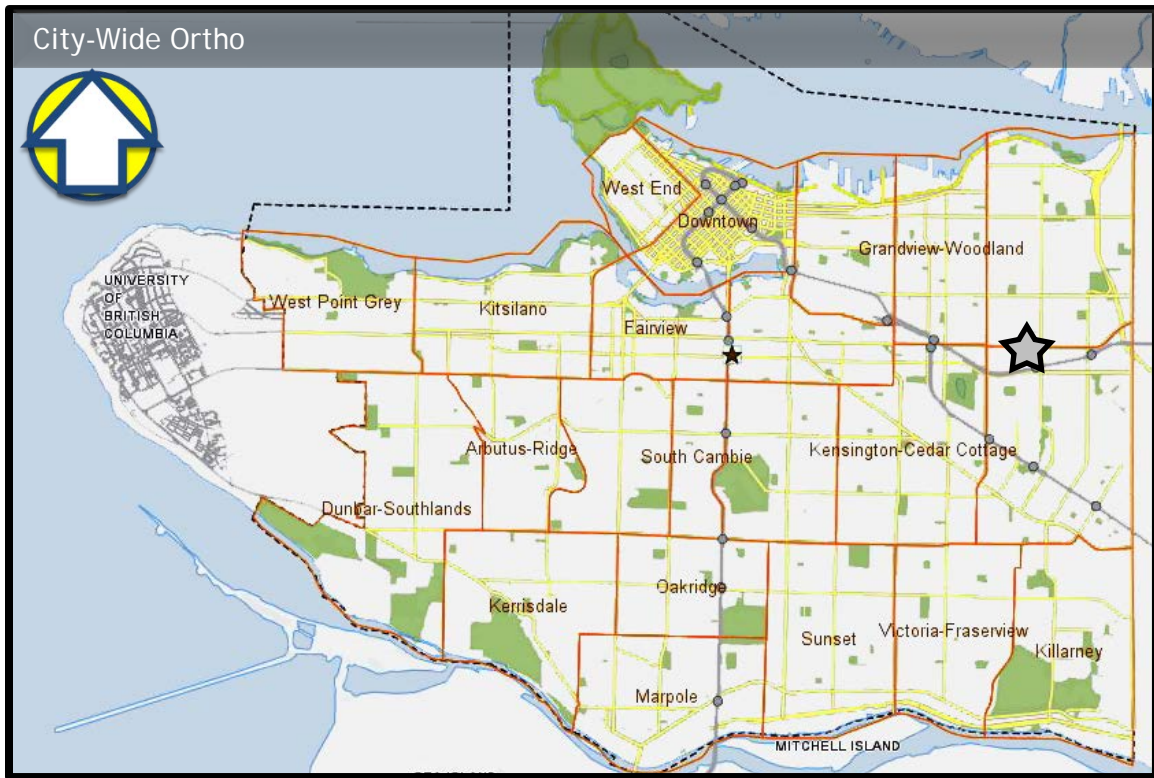 City-Wide Ortho
West End
Downtown
Grandview-Woodland
UNIVERSITY
OF
BRITISH
COLUMBIA
West Point Grey
Kitsilano
Fairview
Arbutus-Ridge
South Cambie
Kensington-Cedar Cottage
Dunbar-Southlands
Kerrisdale
Oakridge
Sunset
Victoria-Fraserview
Killarney
Marpole
MITCHELL ISLAND